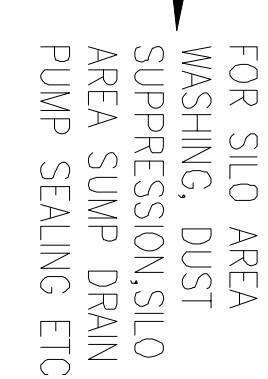 FOR SILO AREA
WASHING, DUST
SUPPRESSION,SILO
AREA SUMP DRAIN
PUMP SEALING ETC